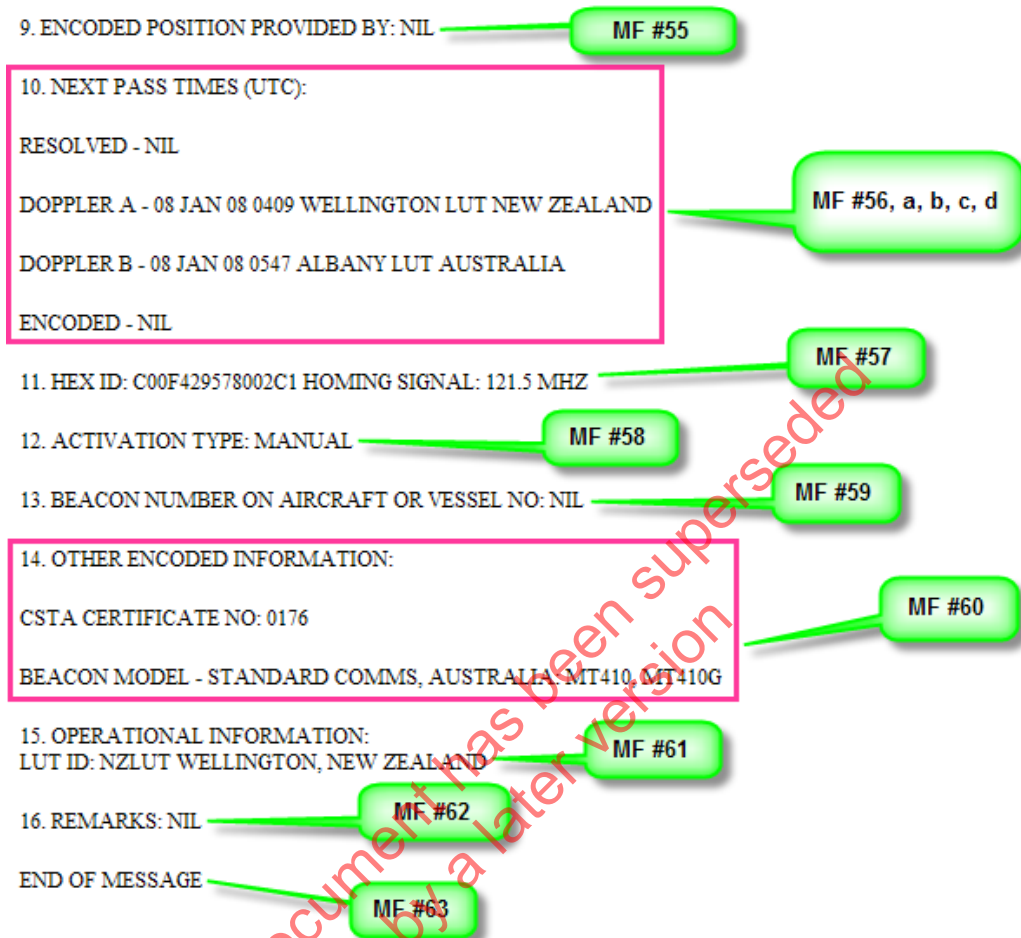 9. ENCODED POSITION PROVIDED BY: NIL
MF #55
10. NEXT PASS TIMES (UTC):
RESOLVED - NIL
DOPPLER A - 08 JAN 08 0409 WELLINGTON LUT NEW ZEALAND
MF #56, a, b, c, d
DOPPLER B - 08 JAN 08 0547 ALBANY LUT AUSTRALIA
ENCODED - NIL
11. HEX ID: C00F429578002C1 HOMING SIGNAL: 121.5 MHZ
MF #57
12. ACTIVATION TYPE: MANUAL
MF #58
13. BEACON NUMBER ON AIRCRAFT OR VESSEL NO: NIL
MF #59
14. OTHER ENCODED INFORMATION:
CSTA CERTIFICATE NO: 0176
MF #60
BEACON MODEL - STANDARD COMMS, AUSTRALIA: MT410, MT410G
15. OPERATIONAL INFORMATION:
LUT ID: NZLUT WELLINGTON, NEW ZEALAND
MF #61
16. REMARKS: NIL
MF #62
END OF MESSAGE
MF #63
ocument has been superseded
by a later version